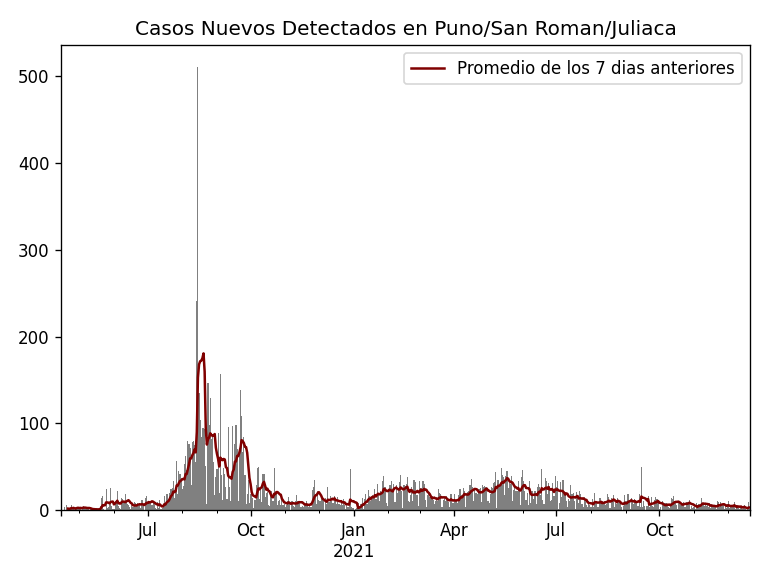 Casos Nuevos Detectados en Puno/San Roman/Juliaca
Promedio de los 7 dias anteriores
500
400
300
200
100
0
Jul
Oct
Jan
2021
Apr
Jul
Oct